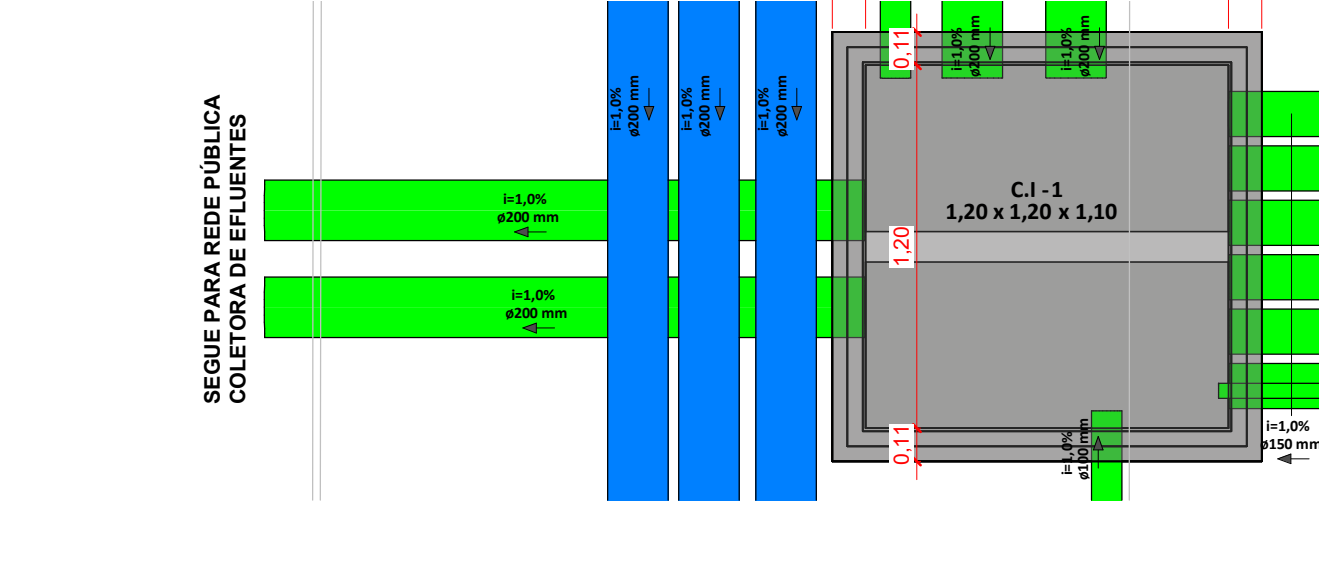 SEGUE PARA REDE PÚBLICA
COLETORA DE EFLUENTES
i=1,0%
ø200 mm
i=1,0%
ø200 mm
i=1,0%
ø200 mm
i=1,0%
ø200 mm
i=1,0%
ø200 mm
0,11
1,20
0,11
i=1,0%
ø200 mm
i=1,0%
ø200 mm
C.I -1
1,20 x 1,20 x 1,10
i=1,0%
ø100 mm
i=1,0%
ø150 mm